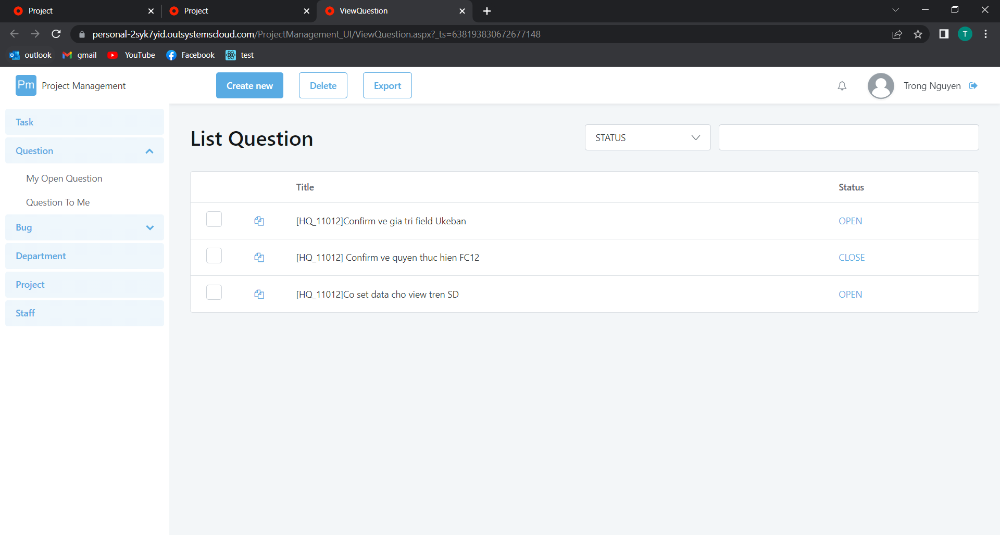 Project
Project
ViewQuestion
personal-2syk7yid.outsystemscloud.com/ProjectManagement_UI/ViewQuestion.aspx?_ts=638193830672677148
T
outlook
gmail
YouTube
Facebook
test
Pm
Project Management
Create new
Delete
Export
Trong Nguyen
Task
Question
My Open Question
Question To Me
Bug
Department
Project
Staff
List Question
STATUS
Title
Status
[HQ_11012]Confirm ve gia tri field Ukeban
OPEN
[HQ_11012] Confirm ve quyen thuc hien FC12
CLOSE
[HQ_11012]Co set data cho view tren SD
OPEN